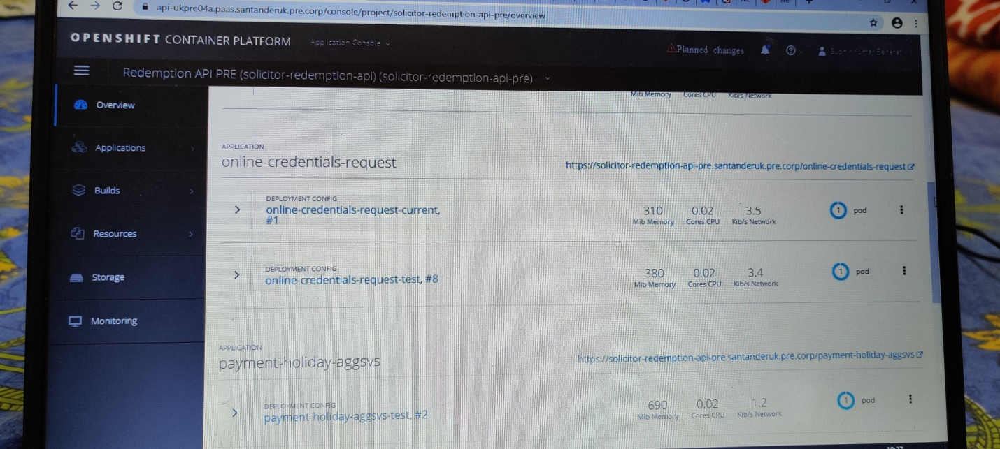 api-ukpre04a.paas.santanderuk.pre.corp/console/project/solicitor-redemption-api-pre/overview
OPENSHIFT CONTAINER PLATFORM
Application Console
Planned changes
Redemption API PRE (solicitor-redemption-api) (solicitor-redemption-api-pre)
Overview
Applications
Builds
Resources
Storage
Monitoring
Mib Memory Cores CPU Kib/s Network
APPLICATION
online-credentials-request
https://solicitor-redemption-api-pre.santanderuk.pre.corp/online-credentials-request
DEPLOYMENT CONFIG
online-credentials-request-current,
#1
310 0.02 3.5
Mib Memory Cores CPU Kib/s Network
1 pod
DEPLOYMENT CONFIG
online-credentials-request-test, #8
380 0.02 3.4
Mib Memory Cores CPU Kib/s Network
1 pod
APPLICATION
payment-holiday-aggsvs
https://solicitor-redemption-api-pre.santanderuk.pre.corp/payment-holiday-aggsvs
DEPLOYMENT CONFIG
payment-holiday-aggsvs-test, #2
690 0.02 1.2
Mib Memory Cores CPU Kib/s Network
1 pod